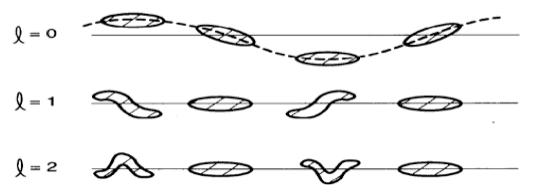 ℓ = 0
ℓ = 1
ℓ = 2